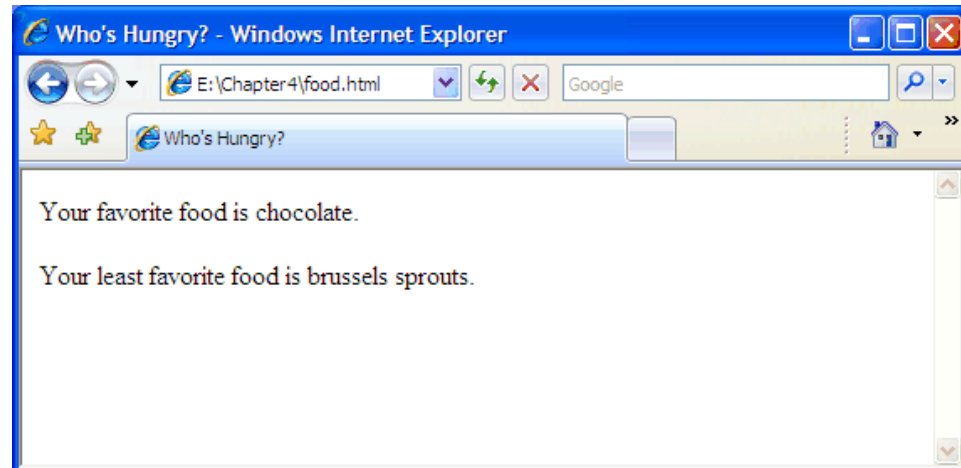 Who's Hungry? - Windows Internet Explorer
E:\Chapter4\food.html
Google
Who's Hungry?
»
Your favorite food is chocolate.
Your least favorite food is brussels sprouts.